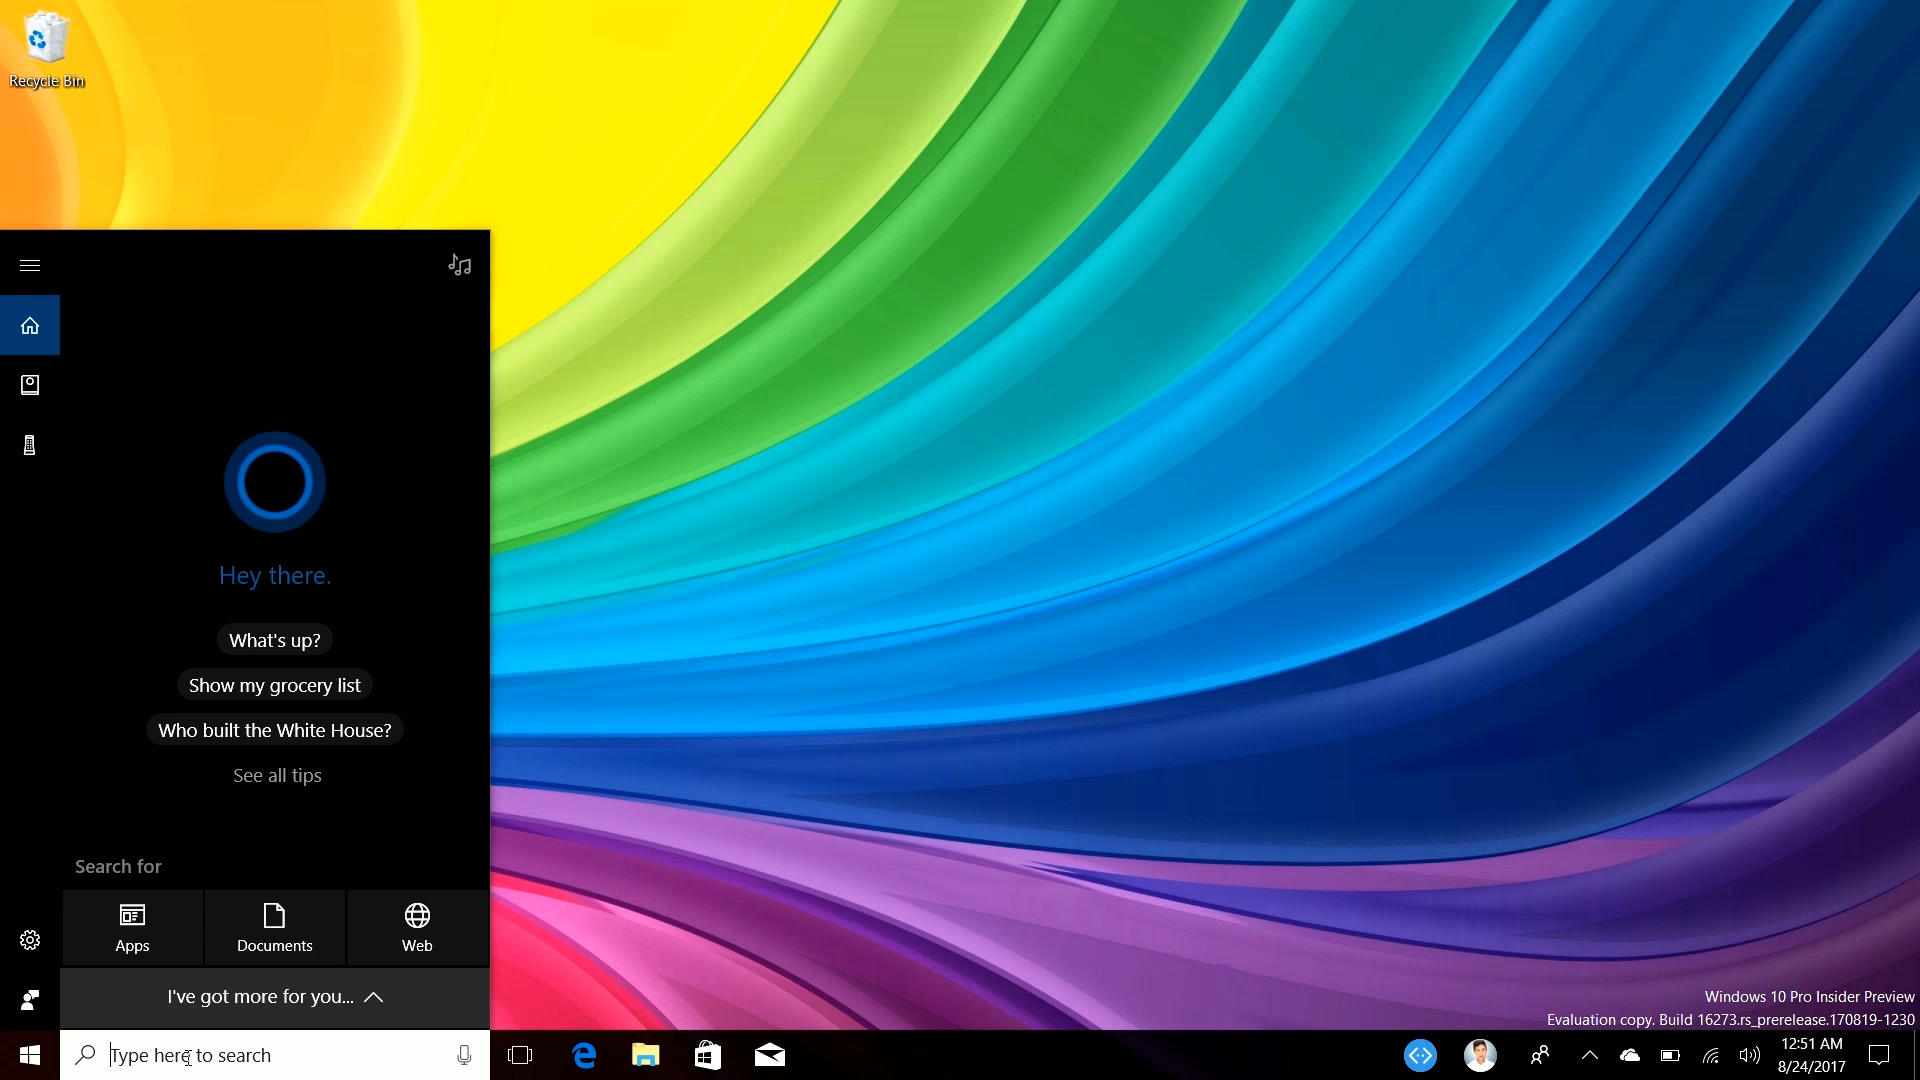 Recycle Bin
Hey there.
What's up?
Show my grocery list
Who built the White House?
See all tips
Search for
Apps
Documents
Web
I've got more for you...
Type here to search
Windows 10 Pro Insider Preview
Evaluation copy. Build 16273.rs_prerelease.170819-1230
12:51 AM
8/24/2017